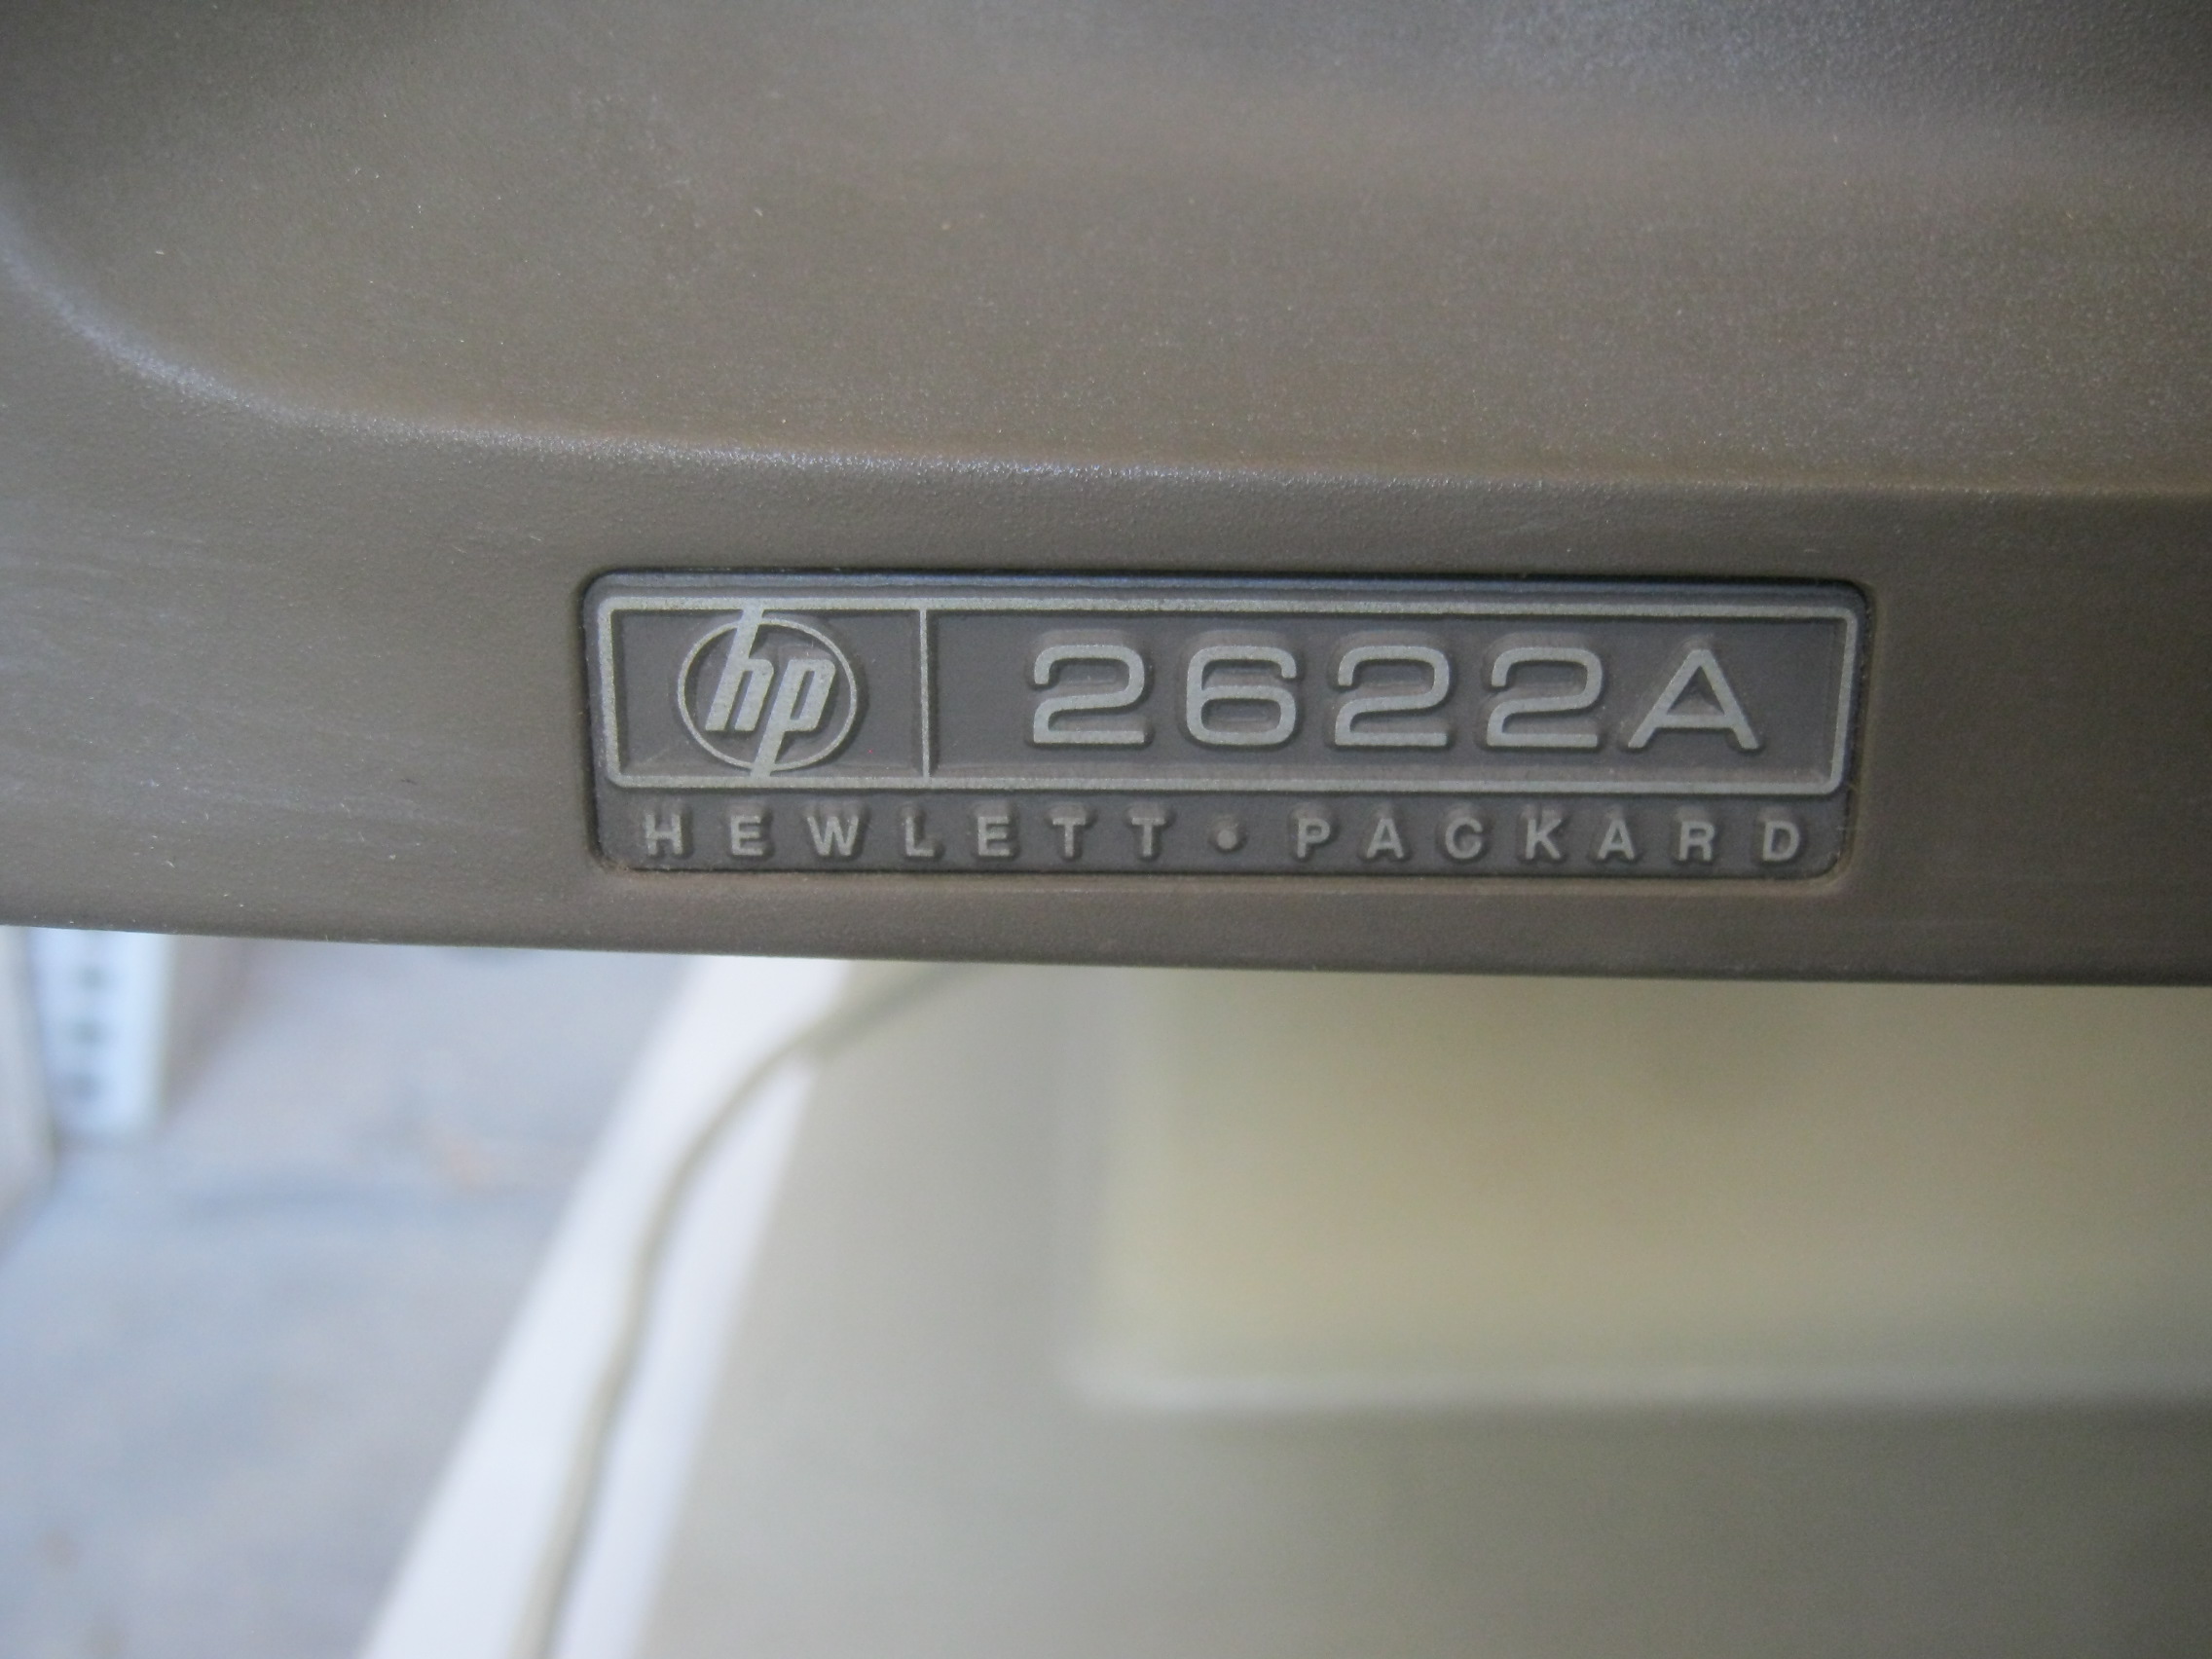 hp 2622A
HEWLETT • PACKARD